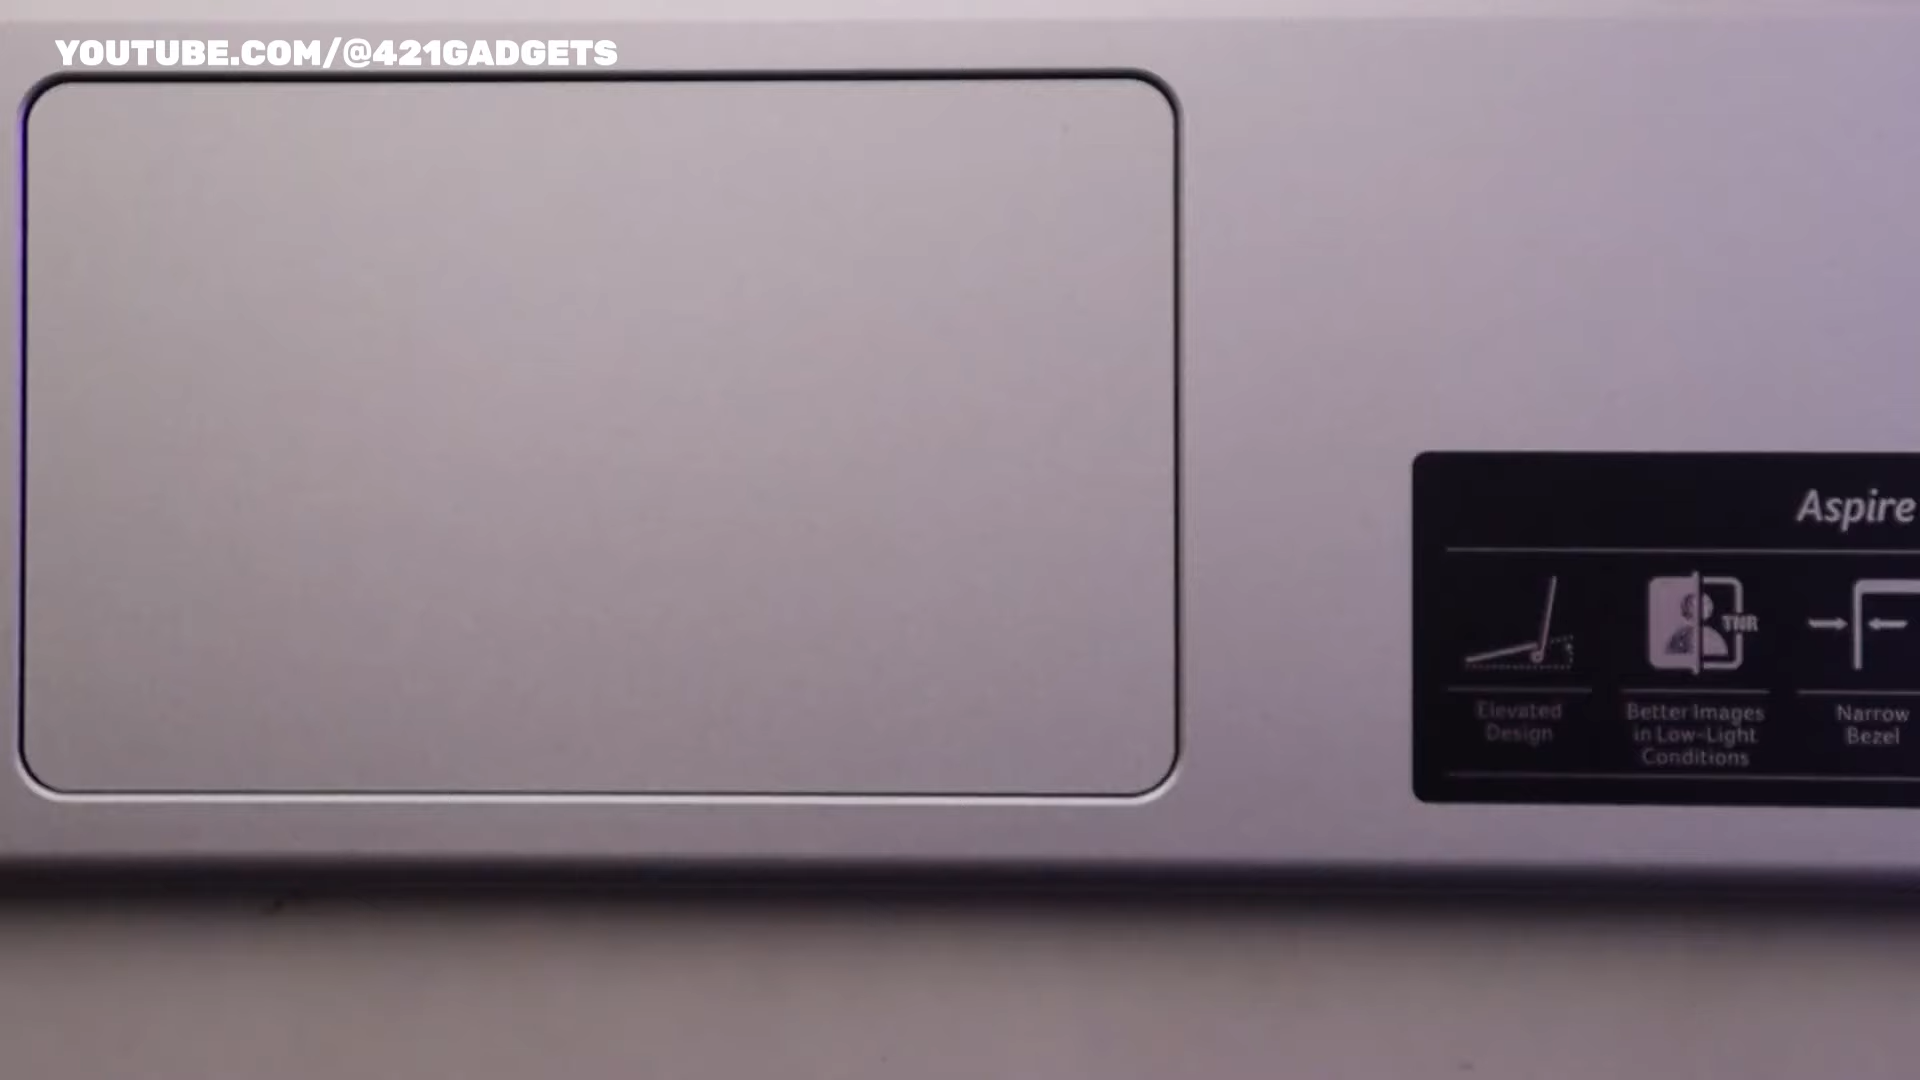 YOUTUBE.COM/@421GADGETS
Aspire
TNR
Elevated
Design
Better Images
in Low-Light
Conditions
Narrow
Bezel